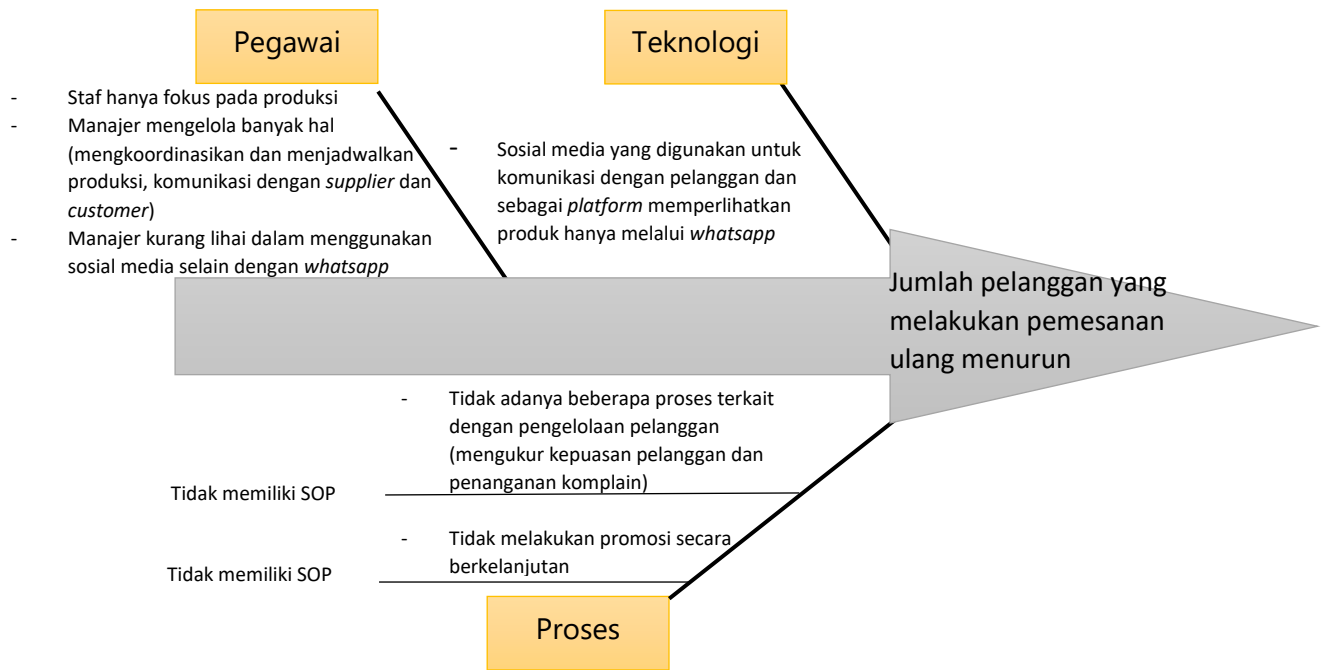 Pegawai
Teknologi
- Staf hanya fokus pada produksi
- Manajer mengelola banyak hal
(mengkoordinasikan dan menjadwalkan
produksi, komunikasi dengan supplier dan
customer)
- Manajer kurang lihai dalam menggunakan
sosial media selain dengan whatsapp
- Sosial media yang digunakan untuk
komunikasi dengan pelanggan dan
sebagai platform memperlihatkan
produk hanya melalui whatsapp
Jumlah pelanggan yang
melakukan pemesanan
ulang menurun
- Tidak adanya beberapa proses terkait
dengan pengelolaan pelanggan
(mengukur kepuasan pelanggan dan
penanganan komplain)
Tidak memiliki SOP
- Tidak melakukan promosi secara
berkelanjutan
Tidak memiliki SOP
Proses